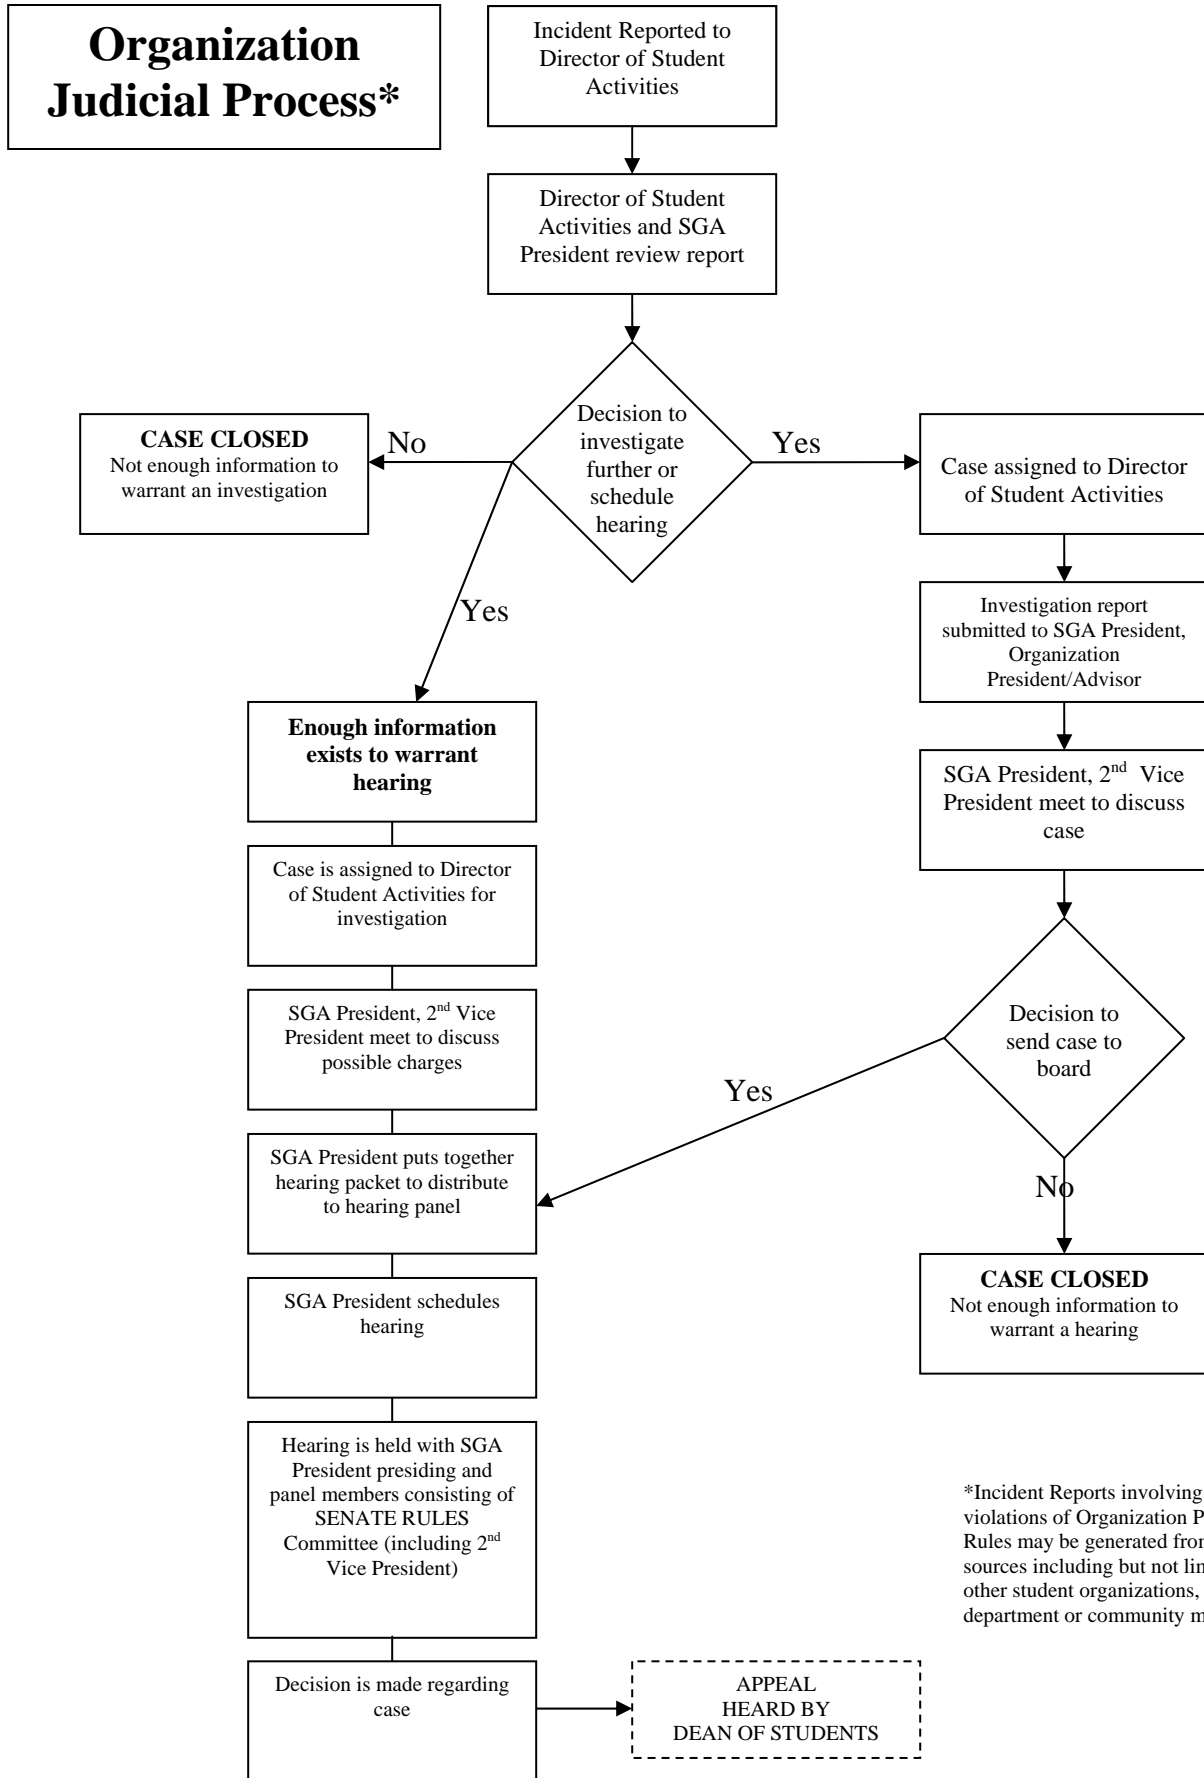 Organization
Judicial Process*
Incident Reported to
Director of Student
Activities
Director of Student
Activities and SGA
President review report
Decision to
investigate
further or
schedule
hearing
No
Yes
CASE CLOSED
Not enough information to
warrant an investigation
Case assigned to Director
of Student Activities
Yes
Investigation report
submitted to SGA President,
Organization
President/Advisor
Enough information
exists to warrant
hearing
SGA President, 2nd Vice
President meet to discuss
case
Case is assigned to Director
of Student Activities for
investigation
SGA President, 2nd Vice
President meet to discuss
possible charges
Decision to
send case to
board
Yes
No
SGA President puts together
hearing packet to distribute
to hearing panel
SGA President schedules
hearing
CASE CLOSED
Not enough information to
warrant a hearing
Hearing is held with SGA
President presiding and
panel members consisting of
SENATE RULES
Committee (including 2nd
Vice President)
*Incident Reports involving
violations of Organization
Rules may be generated
sources including but not
other student organizations,
department or community
Decision is made regarding
case
APPEAL
HEARD BY
DEAN OF STUDENTS